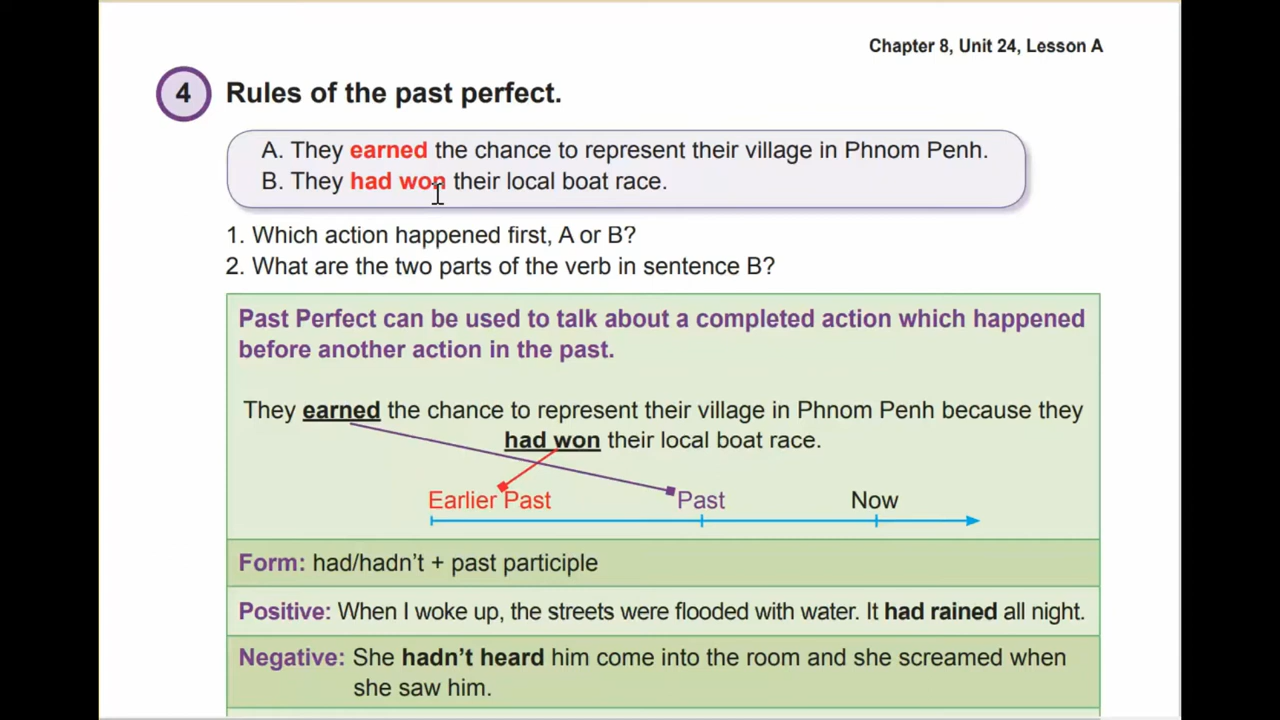 Chapter 8, Unit 24, Lesson A
4 Rules of the past perfect.
A. They earned the chance to represent their village in Phnom Penh.
B. They had won their local boat race.
1. Which action happened first, A or B?
2. What are the two parts of the verb in sentence B?
Past Perfect can be used to talk about a completed action which happened
before another action in the past.
They earned the chance to represent their village in Phnom Penh because they
had won their local boat race.
Earlier Past Past Now
Form: had/hadn’t + past participle
Positive: When I woke up, the streets were flooded with water. It had rained all night.
Negative: She hadn’t heard him come into the room and she screamed when
she saw him.